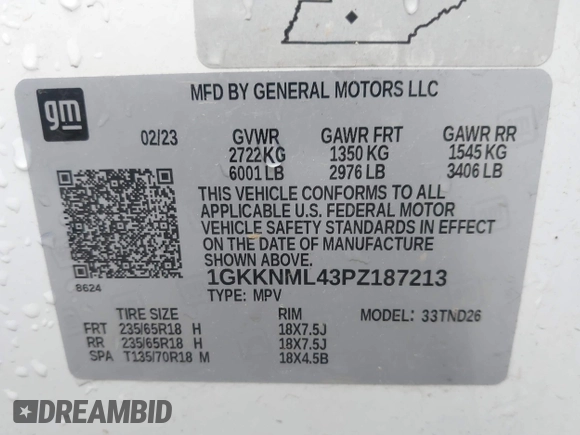 MFD BY GENERAL MOTORS LLC
gm
02/23 GVWR GAWR FRT GAWR RR
2722 KG 1350 KG 1545 KG
6001 LB 2976 LB 3406 LB
THIS VEHICLE CONFORMS TO ALL
APPLICABLE U.S. FEDERAL MOTOR
VEHICLE SAFETY STANDARDS IN EFFECT
ON THE DATE OF MANUFACTURE
SHOWN ABOVE.
8624
1GKKNML43PZ187213
TYPE: MPV
TIRE SIZE RIM MODEL: 33TND26
FRT 235/65R18 H 18X7.5J
RR 235/65R18 H 18X7.5J
SPA T135/70R18 M 18X4.5B
DREAMBID